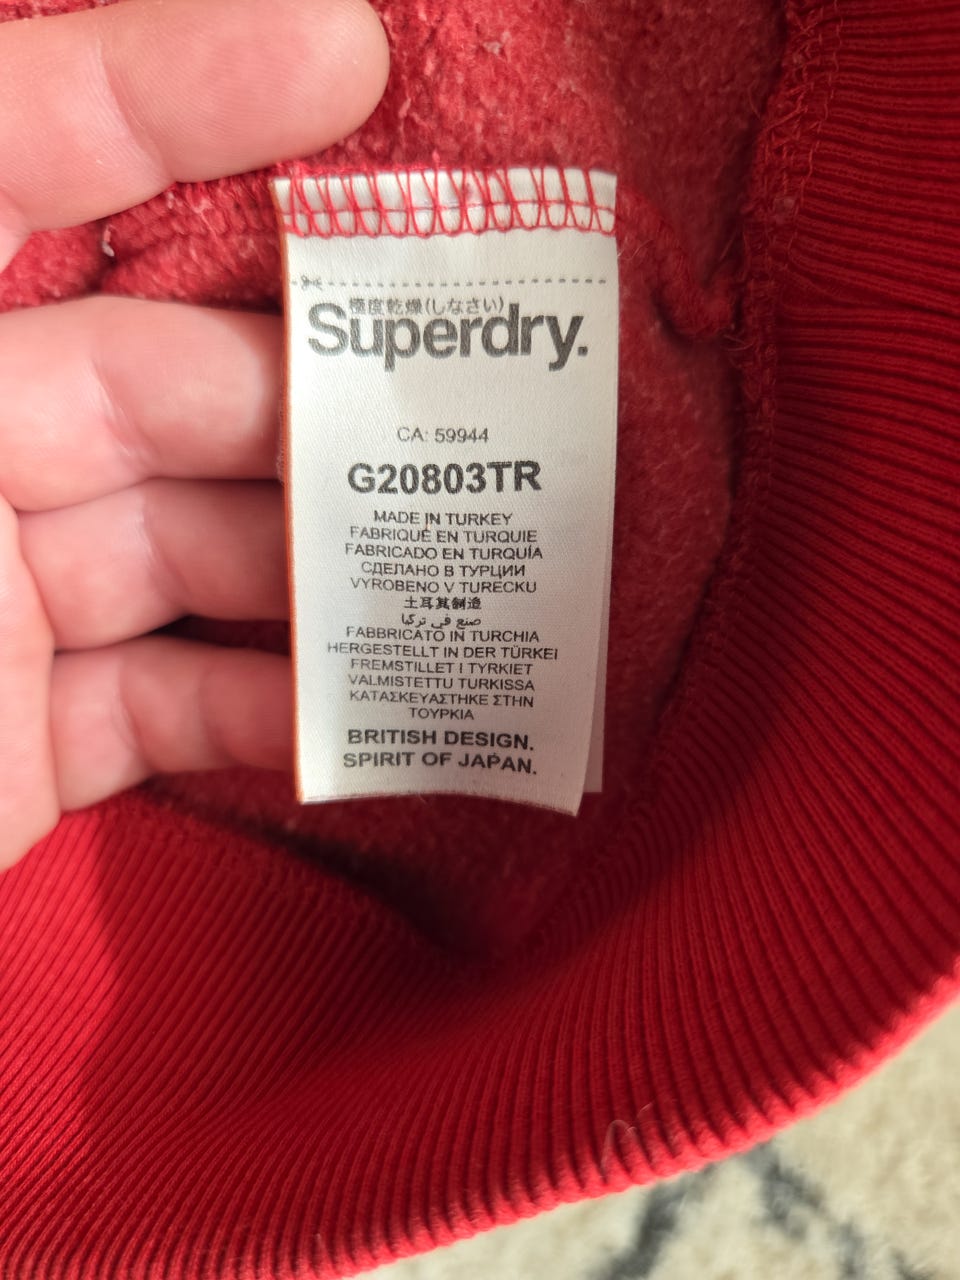 極度乾燥(しなさい)
Superdry.
CA: 59944
G20803TR
MADE IN TURKEY
FABRIQUÉ EN TURQUIE
FABRICADO EN TURQUÍA
СДЕЛАНО В ТУРЦИИ
VYROBENO V TURECKU
土耳其制造
صنع في تركيا
FABBRICATO IN TURCHIA
HERGESTELLT IN DER TÜRKEI
FREMSTILLET I TYRKIET
VALMISTETTU TURKISSA
ΚΑΤΑΣΚΕΥΑΣΤΗΚΕ ΣΤΗΝ
ΤΟΥΡΚΙΑ
BRITISH DESIGN.
SPIRIT OF JAPAN.